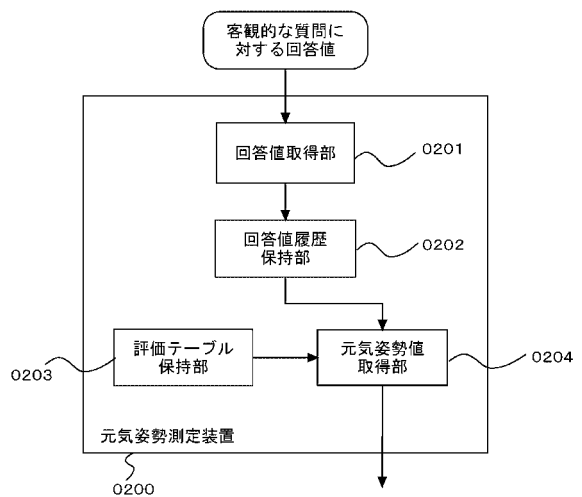 客観的な質問に
対する回答値
回答値取得部
0201
回答値履歴
保持部
0202
評価テーブル
保持部
0203
元気姿勢値
取得部
0204
元気姿勢測定装置
0200